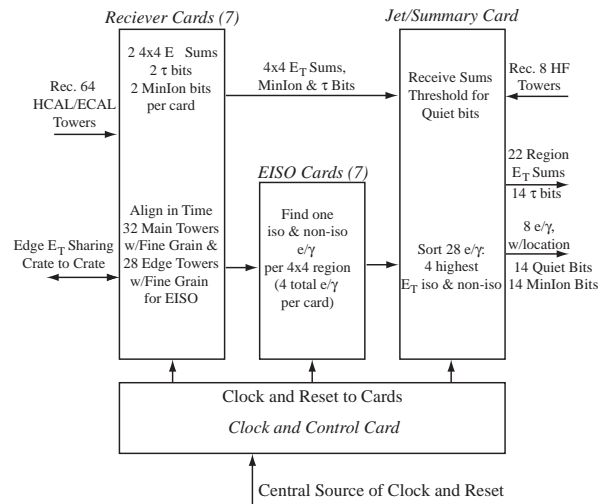 Reciever Cards (7)
Jet/Summary Card
2 4x4 E Sums
2 τ bits
2 MinIon bits
per card
4x4 E_T Sums,
MinIon & τ Bits
Receive Sums
Threshold for
Quiet bits
Rec. 64
HCAL/ECAL
Towers
Rec. 8 HF
Towers
22 Region
E_T Sums
14 τ bits
EISO Cards (7)
Align in Time
32 Main Towers
w/Fine Grain &
28 Edge Towers
w/Fine Grain
for EISO
Edge E_T Sharing
Crate to Crate
Find one
iso & non-iso
e/γ
per 4x4 region
(4 total e/γ
per card)
Sort 28 e/γ:
4 highest
E_T iso & non-iso
8 e/γ,
w/location
14 Quiet Bits
14 MinIon Bits
Clock and Reset to Cards
Clock and Control Card
Central Source of Clock and Reset